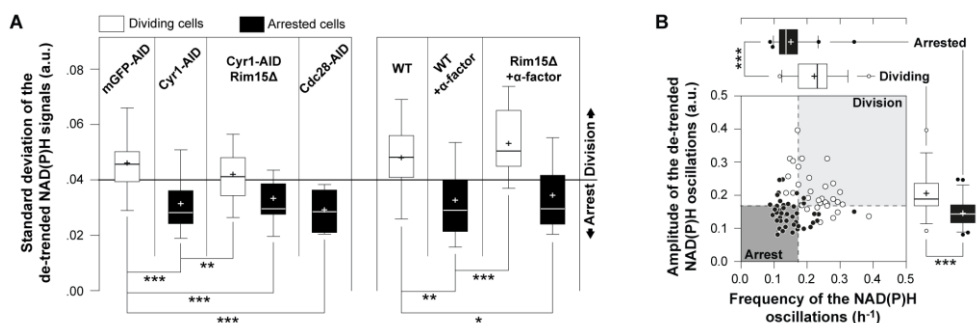 A
Dividing cells
Arrested cells
Standard deviation of the
de-trended NAD(P)H signals (a.u.)
.08
.06
.04
.02
.00
mGFP-AID
Cyr1-AID
Cyr1-AID
Rim15Δ
Cdc28-AID
WT
WT
+α-factor
Rim15Δ
+α-factor
Arrest
Division
***
**
***
***
**
***
*
B
***
Arrested
Dividing
Division
Arrest
Amplitude of the de-trended
NAD(P)H oscillations (a.u.)
0.5
0.4
0.3
0.2
0.1
0.0
0.0 0.1 0.2 0.3 0.4 0.5
Frequency of the NAD(P)H
oscillations (h⁻¹)
***